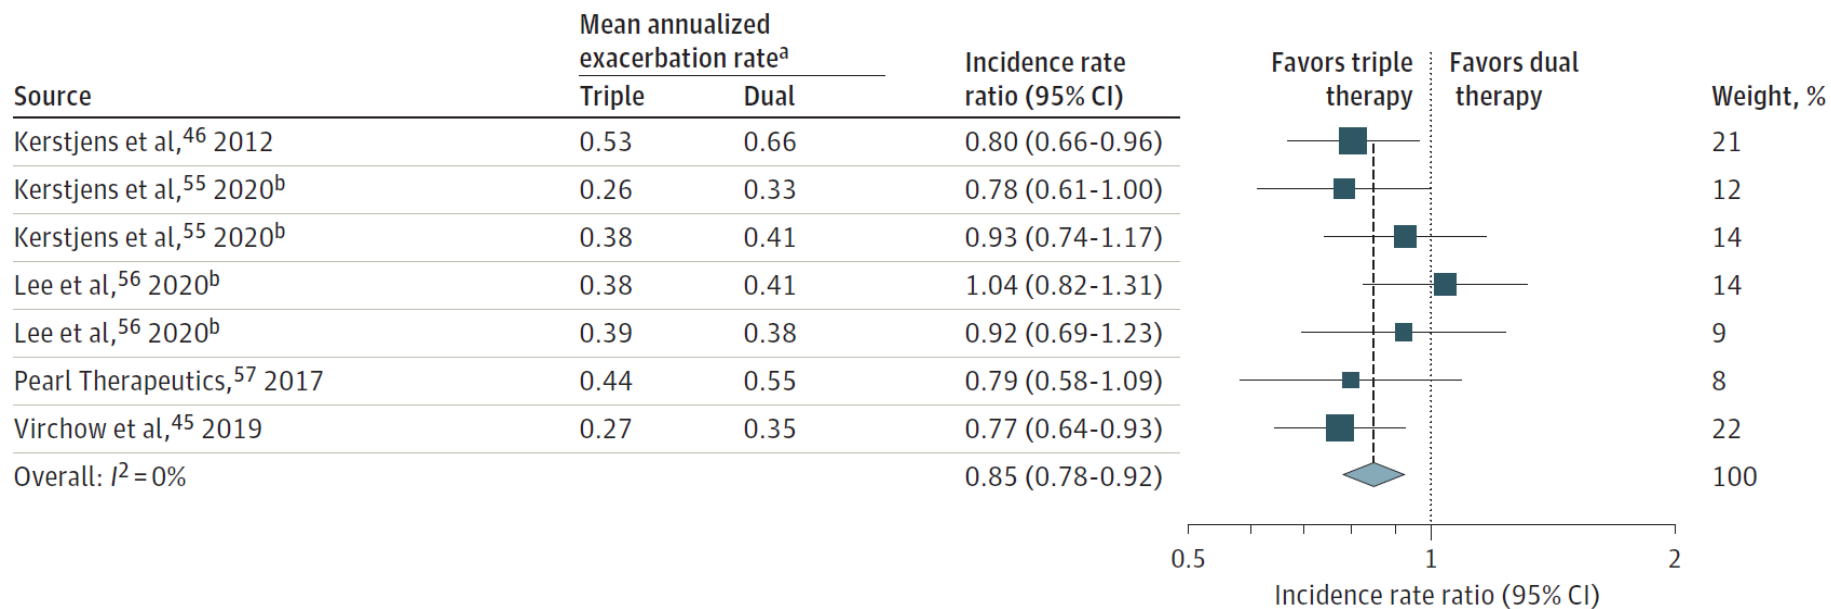 Mean annualized
exacerbation rateᵃ
Incidence rate
ratio (95% CI)
Favors triple
therapy
Favors dual
therapy
Source Triple Dual Weight, %
Kerstjens et al,⁴⁶ 2012 0.53 0.66 0.80 (0.66-0.96) 21
Kerstjens et al,⁵⁵ 2020ᵇ 0.26 0.33 0.78 (0.61-1.00) 12
Kerstjens et al,⁵⁵ 2020ᵇ 0.38 0.41 0.93 (0.74-1.17) 14
Lee et al,⁵⁶ 2020ᵇ 0.38 0.41 1.04 (0.82-1.31) 14
Lee et al,⁵⁶ 2020ᵇ 0.39 0.38 0.92 (0.69-1.23) 9
Pearl Therapeutics,⁵⁷ 2017 0.44 0.55 0.79 (0.58-1.09) 8
Virchow et al,⁴⁵ 2019 0.27 0.35 0.77 (0.64-0.93) 22
Overall: I² = 0% 0.85 (0.78-0.92) 100
0.5 1 2
Incidence rate ratio (95% CI)